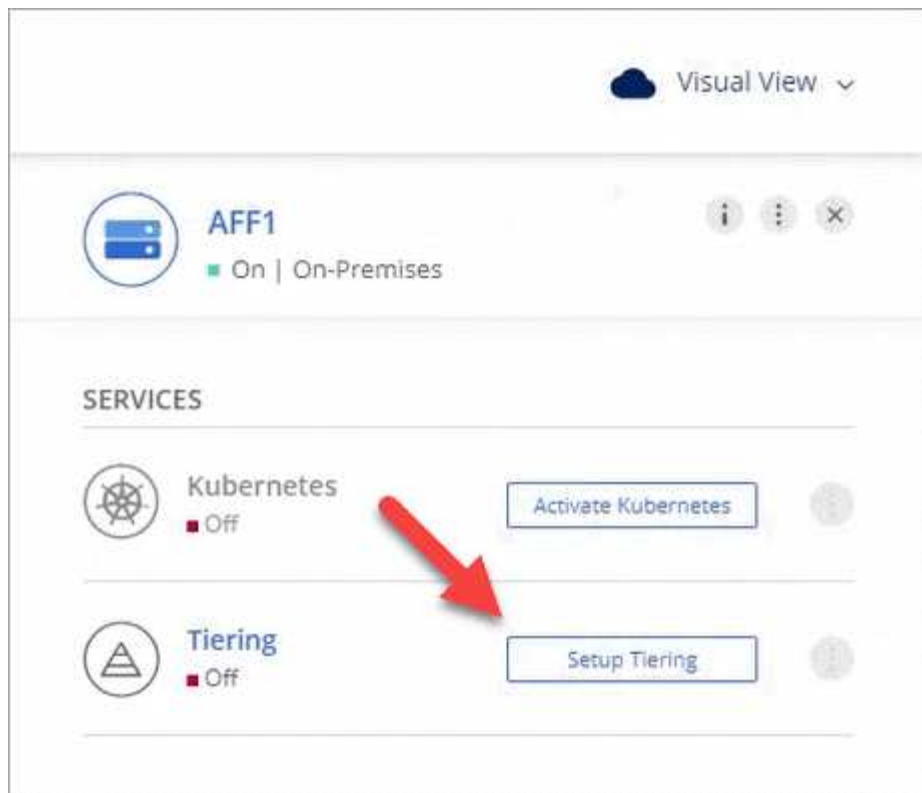 Visual View
AFF1
On | On-Premises
SERVICES
Kubernetes
Off
Activate Kubernetes
Tiering
Off
Setup Tiering